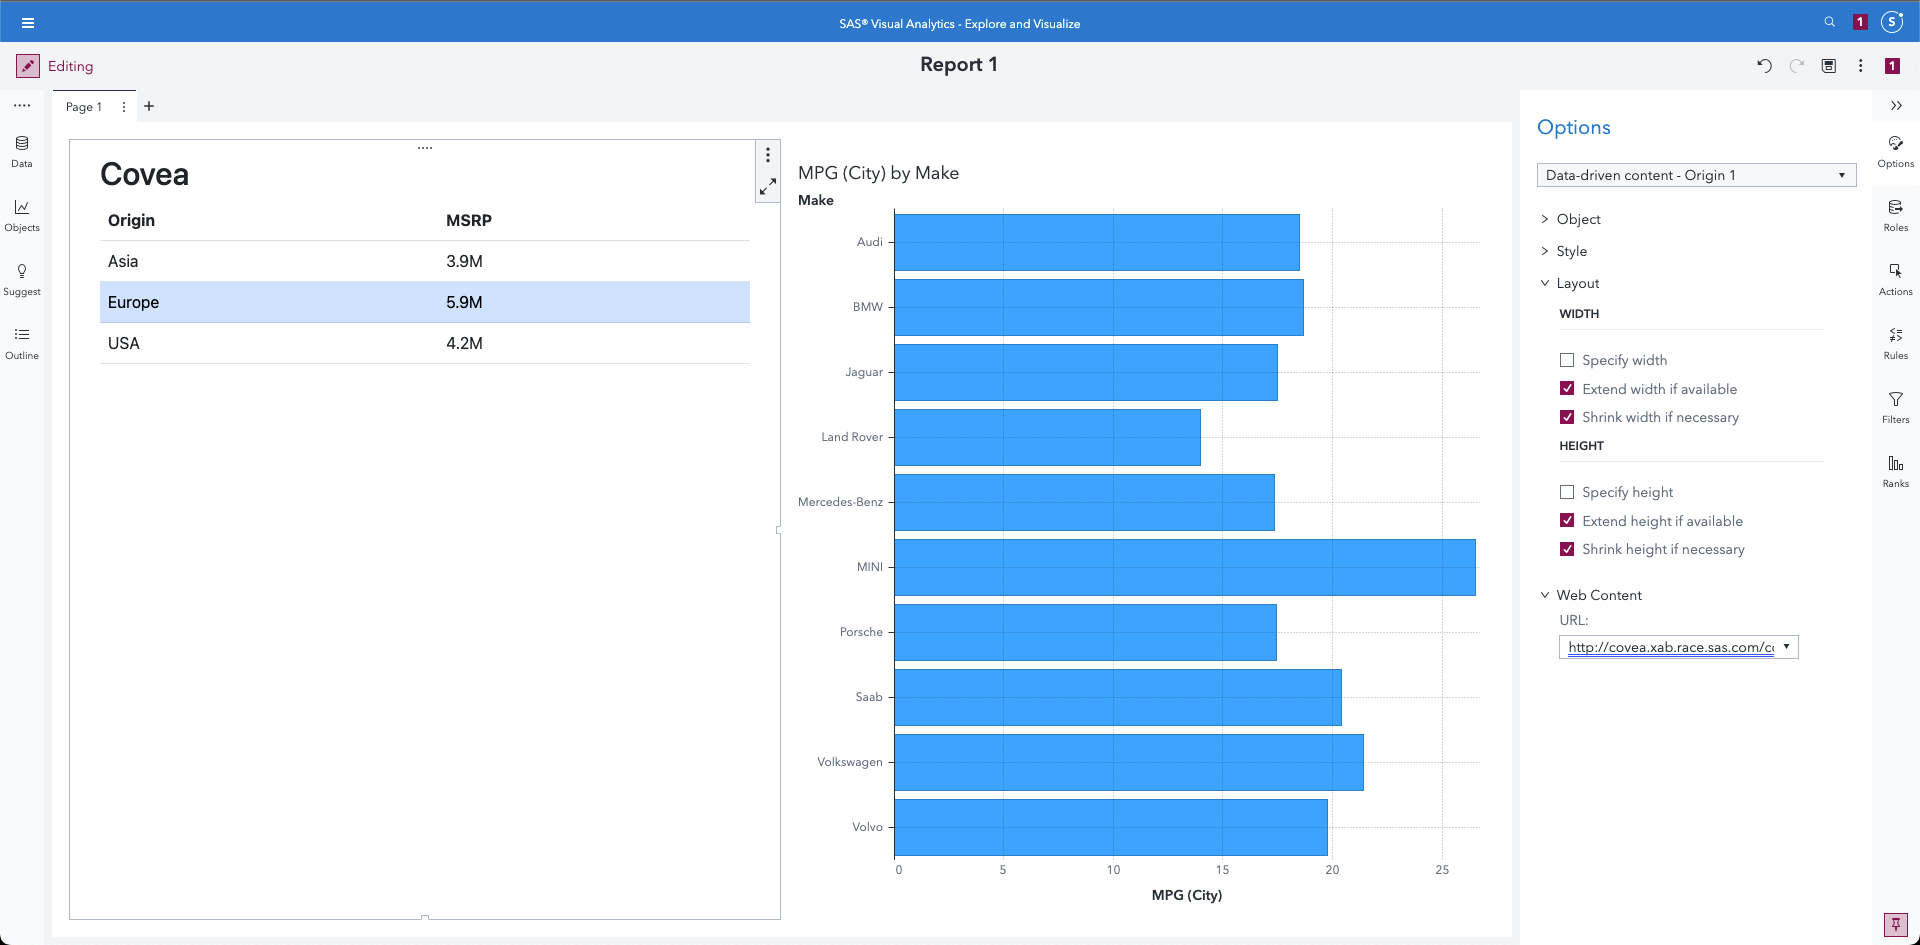 SAS® Visual Analytics - Explore and Visualize
1
S
Editing
Report 1
1
Page 1
Data
Objects
Suggest
Outline
Covea
Origin MSRP
Asia 3.9M
Europe 5.9M
USA 4.2M
MPG (City) by Make
Make
Audi
BMW
Jaguar
Land Rover
Mercedes-Benz
MINI
Porsche
Saab
Volkswagen
Volvo
0 5 10 15 20 25
MPG (City)
Options
Data-driven content - Origin 1
Object
Style
Layout
WIDTH
Specify width
Extend width if available
Shrink width if necessary
HEIGHT
Specify height
Extend height if available
Shrink height if necessary
Web Content
URL:
http://covea.xab.race.sas.com/c
Options
Roles
Actions
Rules
Filters
Ranks